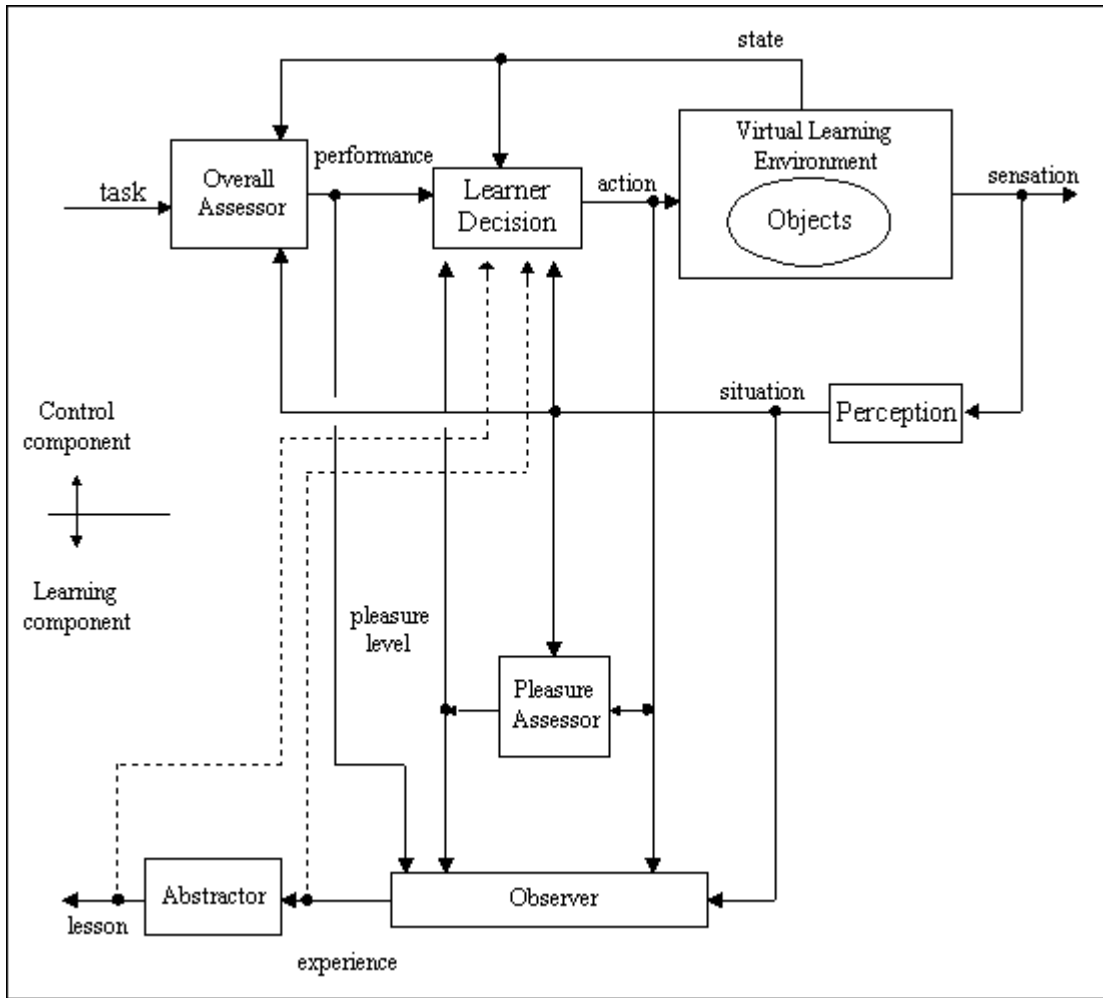 state
Virtual Learning
Environment
performance
Overall
Assessor
task
Learner
Decision
action
sensation
Objects
situation
Perception
Control
component
Learning
component
pleasure
level
Pleasure
Assessor
Abstractor
Observer
lesson
experience